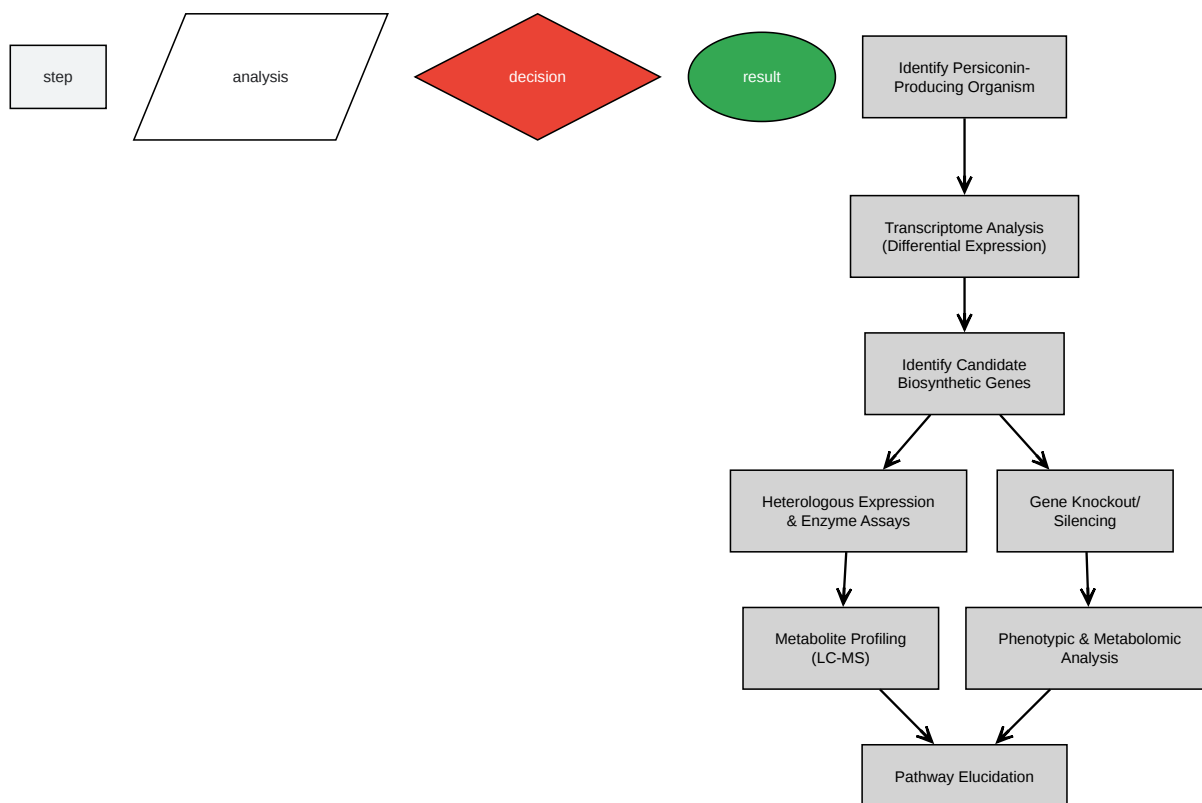 step
analysis
decision
result
Identify Persiconin-
Producing Organism
Transcriptome Analysis
(Differential Expression)
Identify Candidate
Biosynthetic Genes
Heterologous Expression
& Enzyme Assays
Gene Knockout/
Silencing
Metabolite Profiling
(LC-MS)
Phenotypic & Metabolomic
Analysis
Pathway Elucidation